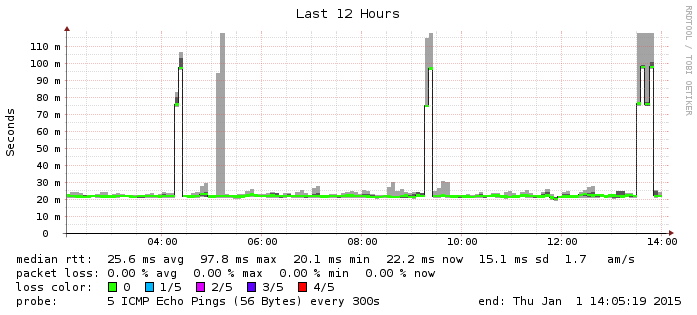 Last 12 Hours
RRDTOOL / TOBI OETIKER
Seconds
110 m
100 m
90 m
80 m
70 m
60 m
50 m
40 m
30 m
20 m
10 m
0
04:00 06:00 08:00 10:00 12:00 14:00
median rtt: 25.6 ms avg 97.8 ms max 20.1 ms min 22.2 ms now 15.1 ms sd 1.7 am/s
packet loss: 0.00 % avg 0.00 % max 0.00 % min 0.00 % now
loss color: 0 1/5 2/5 3/5 4/5
probe: 5 ICMP Echo Pings (56 Bytes) every 300s end: Thu Jan 1 14:05:19 2015